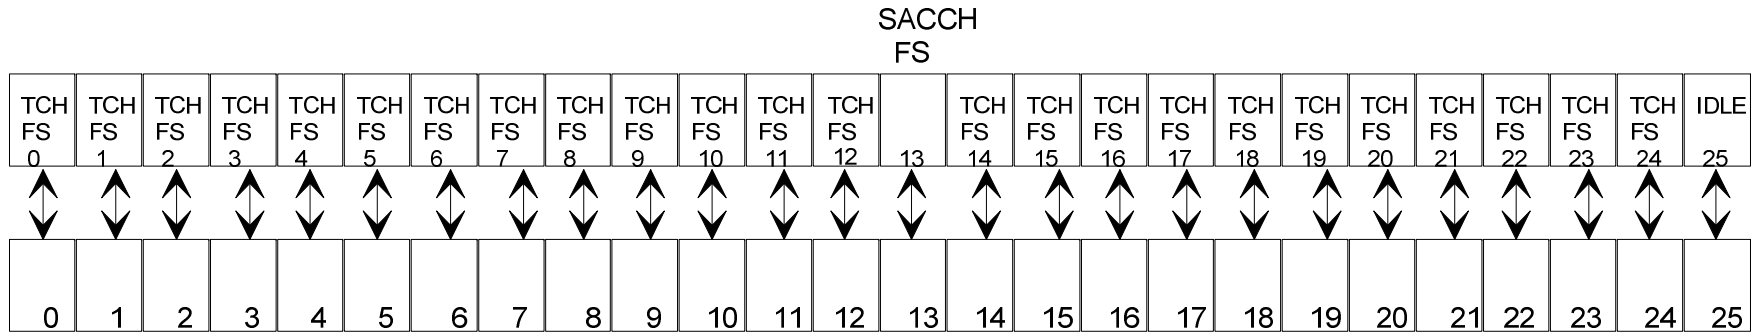 SACCH
FS
TCH TCH TCH TCH TCH TCH TCH TCH TCH TCH TCH TCH TCH TCH TCH TCH TCH TCH TCH TCH TCH TCH TCH TCH IDLE
FS FS FS FS FS FS FS FS FS FS FS FS FS FS FS FS FS FS FS FS FS FS FS FS
0 1 2 3 4 5 6 7 8 9 10 11 12 13 14 15 16 17 18 19 20 21 22 23 24 25
0 1 2 3 4 5 6 7 8 9 10 11 12 13 14 15 16 17 18 19 20 21 22 23 24 25